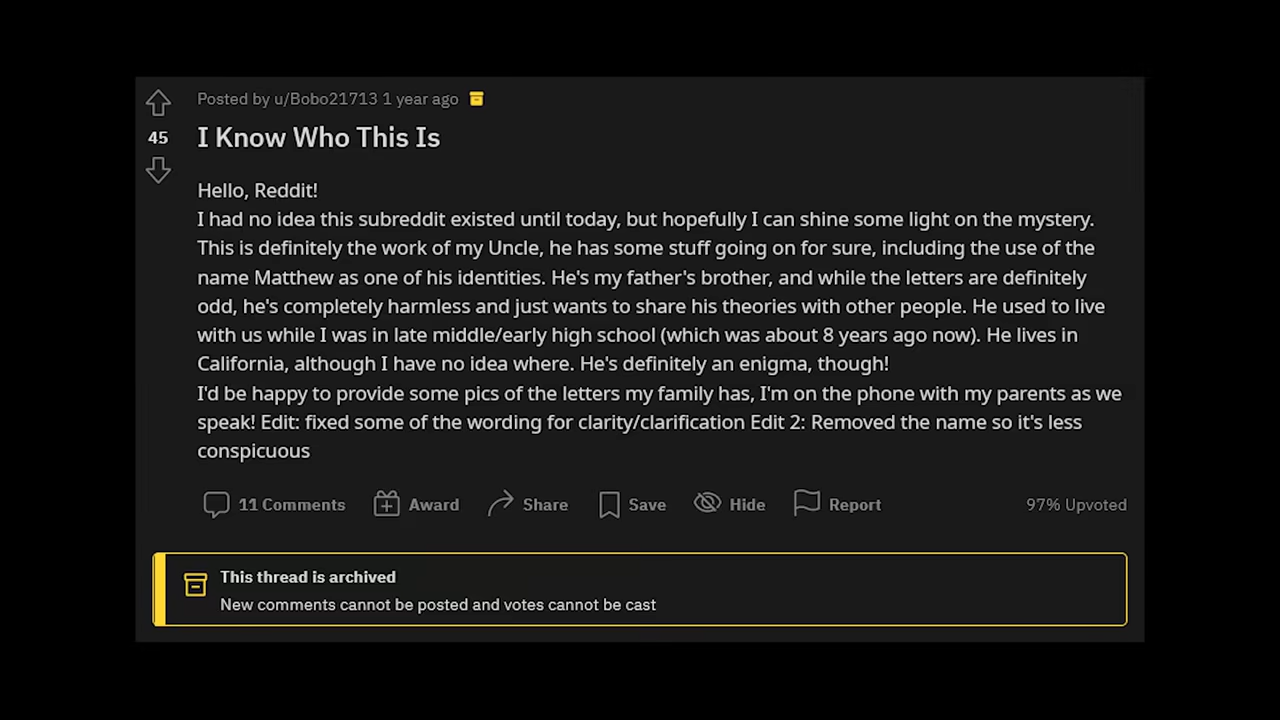 Posted by u/Bobo21713 1 year ago
45
I Know Who This Is
Hello, Reddit!
I had no idea this subreddit existed until today, but hopefully I can shine some light on the mystery.
This is definitely the work of my Uncle, he has some stuff going on for sure, including the use of the
name Matthew as one of his identities. He's my father's brother, and while the letters are definitely
odd, he's completely harmless and just wants to share his theories with other people. He used to live
with us while I was in late middle/early high school (which was about 8 years ago now). He lives in
California, although I have no idea where. He's definitely an enigma, though!
I'd be happy to provide some pics of the letters my family has, I'm on the phone with my parents as we
speak! Edit: fixed some of the wording for clarity/clarification Edit 2: Removed the name so it's less
conspicuous
11 Comments Award Share Save Hide Report 97% Upvoted
This thread is archived
New comments cannot be posted and votes cannot be cast